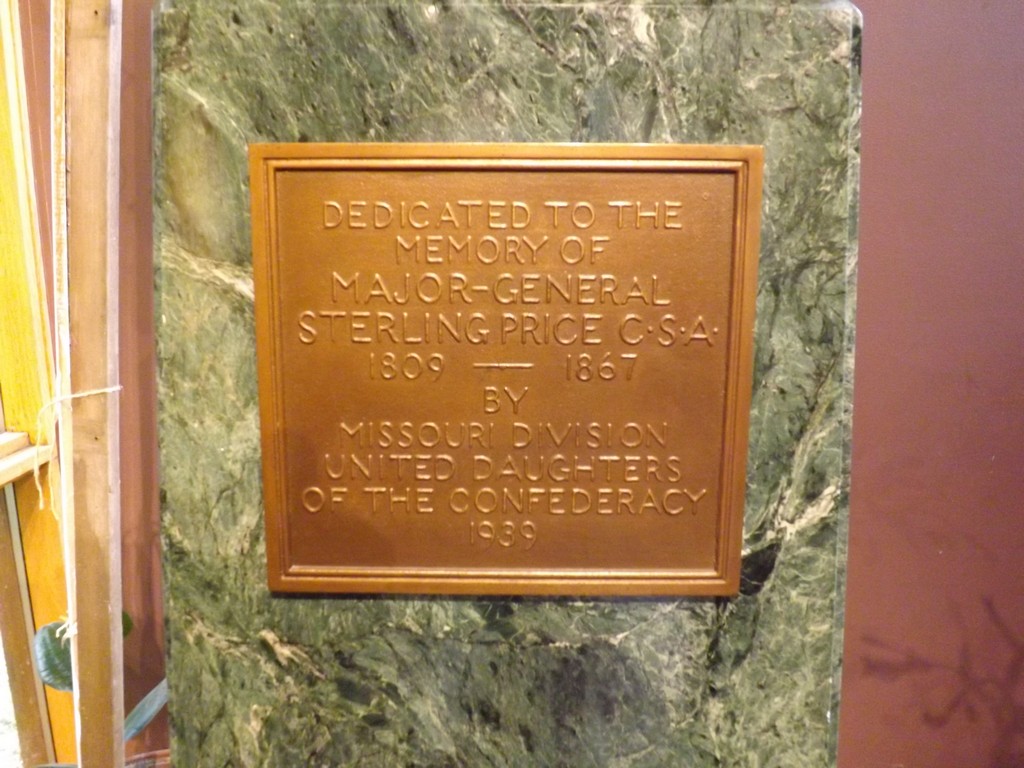 DEDICATED TO THE
MEMORY OF
MAJOR-GENERAL
STERLING PRICE C·S·A·
1809 — 1867
BY
MISSOURI DIVISION
UNITED DAUGHTERS
OF THE CONFEDERACY
1939